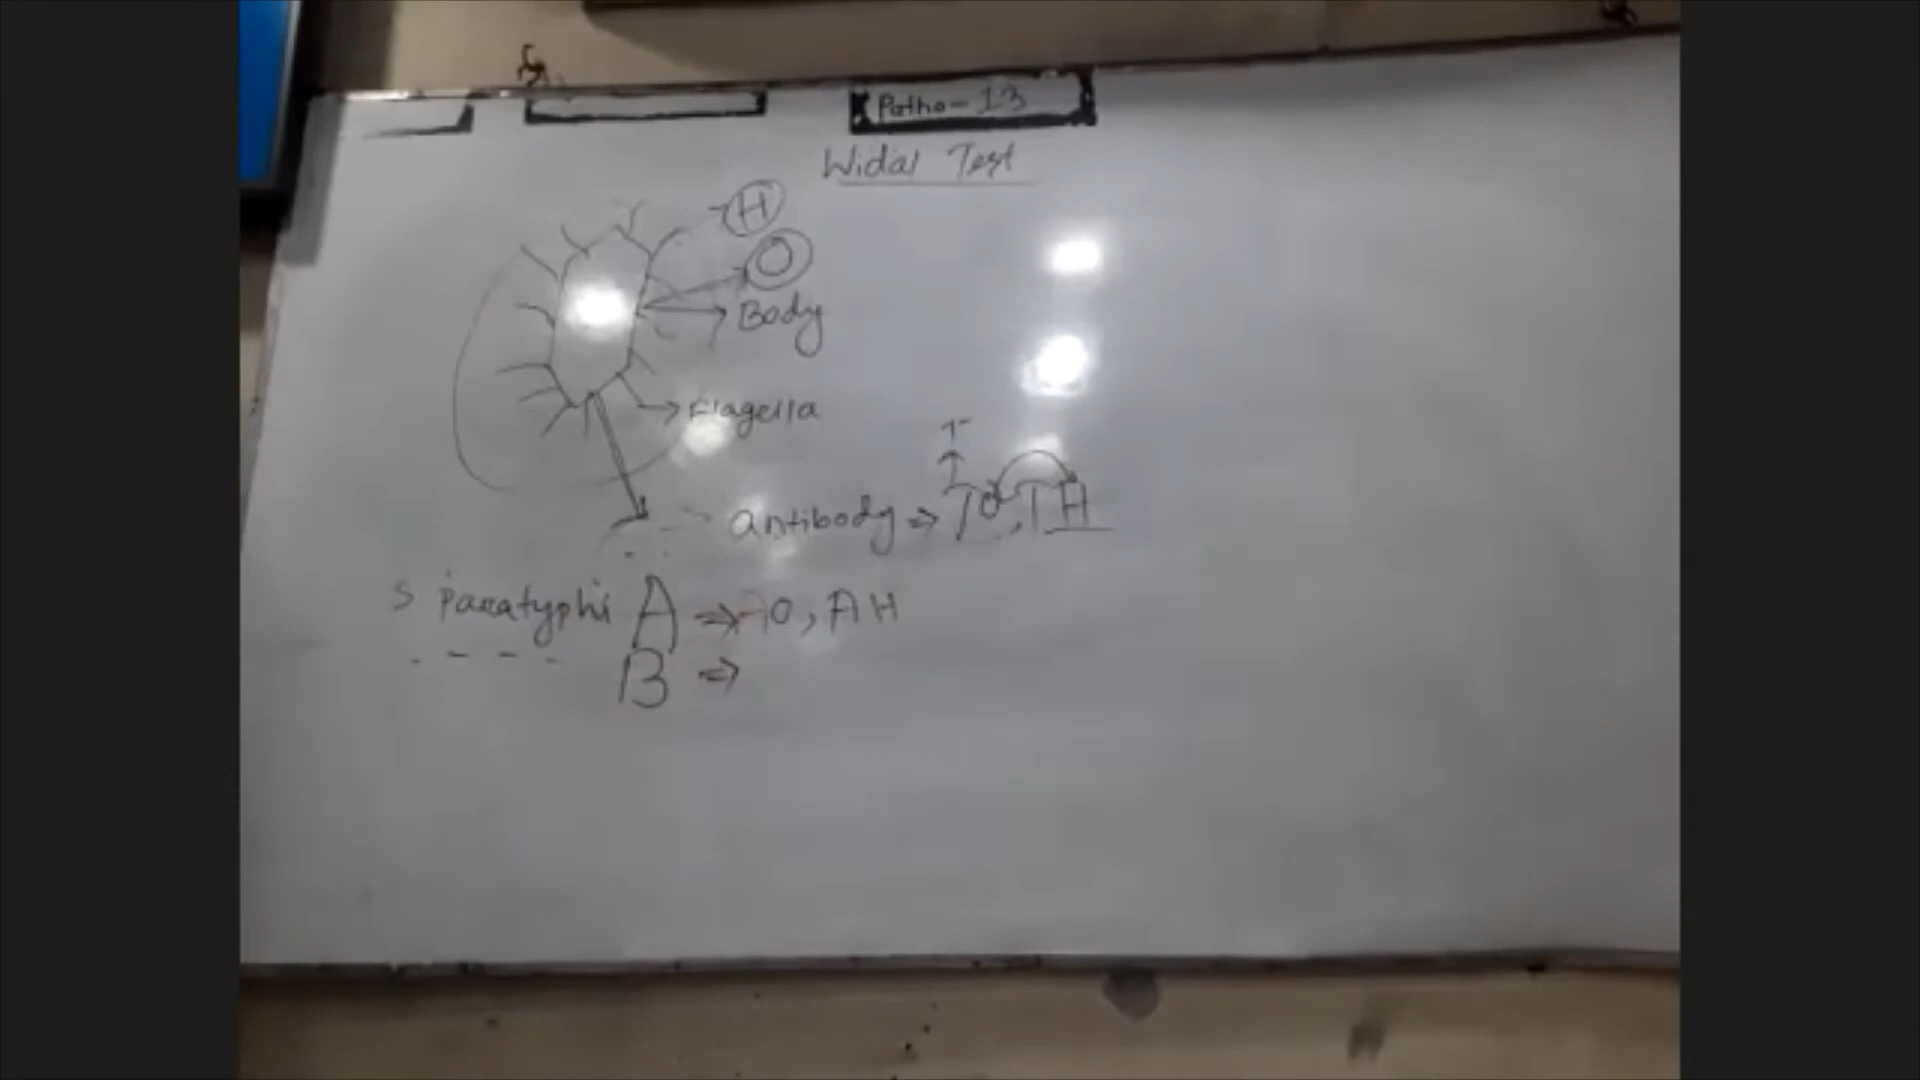 Patho-13
Widal Test
H
O
Body
Flagella
antibody ⇒ TO, TH
S paratyphi A ⇒ AO, AH
- - - - B ⇒